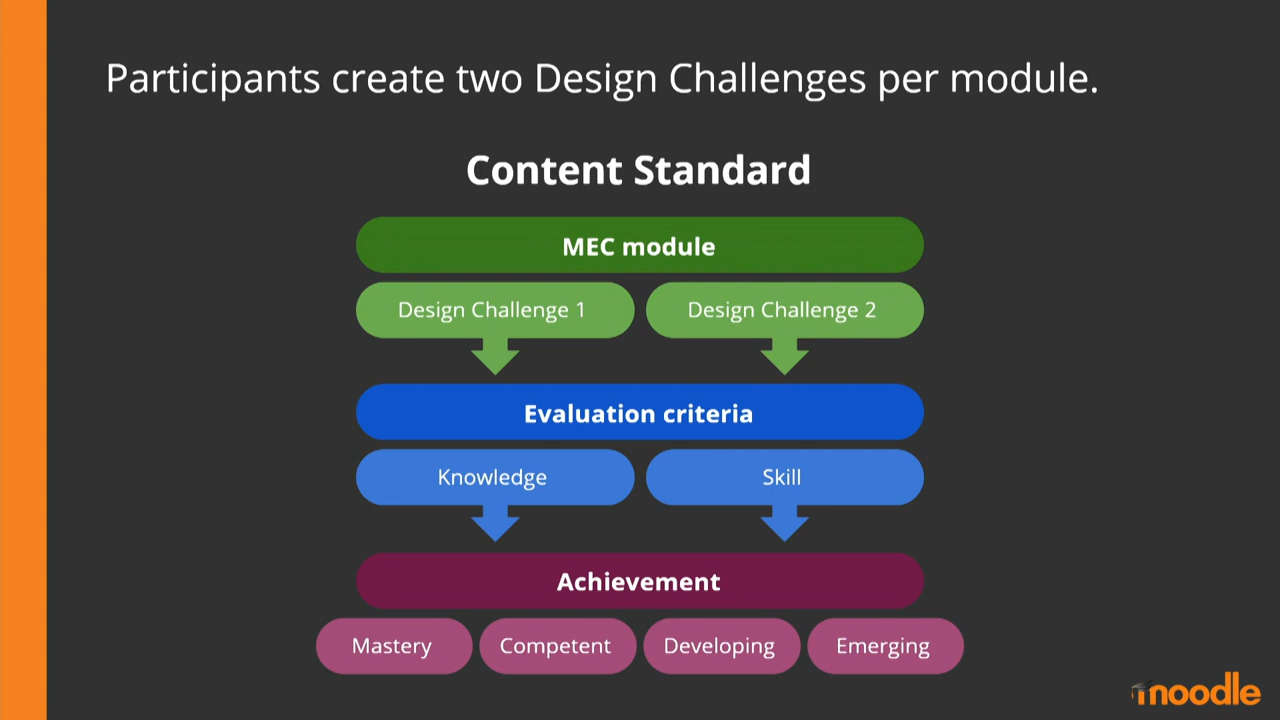 Participants create two Design Challenges per module.
Content Standard
MEC module
Design Challenge 1
Design Challenge 2
Evaluation criteria
Knowledge
Skill
Achievement
Mastery
Competent
Developing
Emerging
moodle